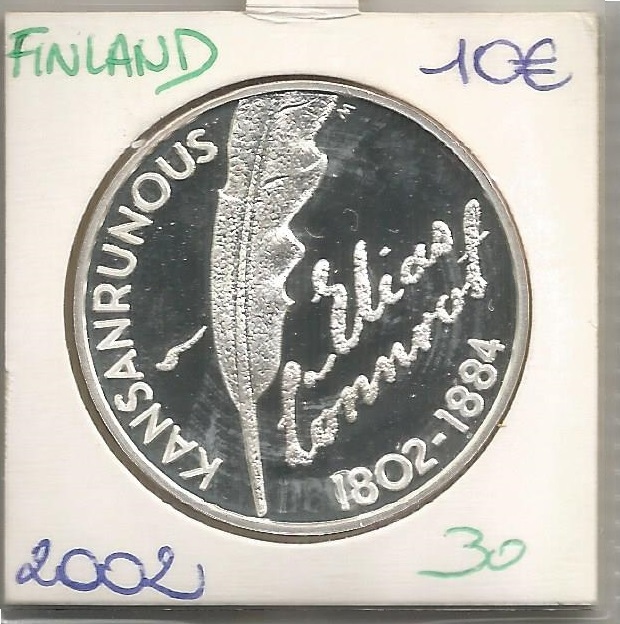 FINLAND
10€
M
KANSANRUNOUS
Elias
Lönnrot
1802-1884
2002
30